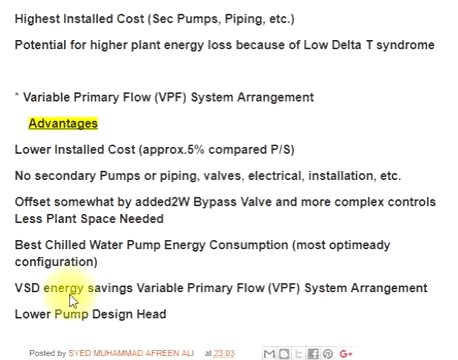 Highest Installed Cost (Sec Pumps, Piping, etc.)
Potential for higher plant energy loss because of Low Delta T syndrome
* Variable Primary Flow (VPF) System Arrangement
Advantages
Lower Installed Cost (approx.5% compared P/S)
No secondary Pumps or piping, valves, electrical, installation, etc.
Offset somewhat by added2W Bypass Valve and more complex controls
Less Plant Space Needed
Best Chilled Water Pump Energy Consumption (most optimeady
configuration)
VSD energy savings Variable Primary Flow (VPF) System Arrangement
Lower Pump Design Head
Posted by SYED MUHAMMAD AFREEN ALI at 23.03